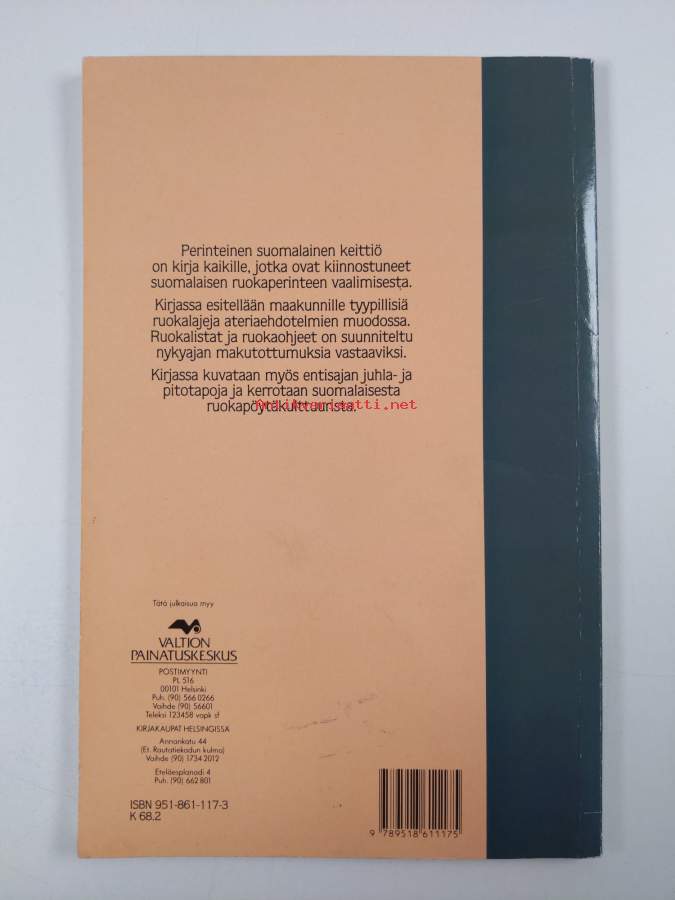 Perinteinen suomalainen keittiö
on kirja kaikille, jotka ovat kiinnostuneet
suomalaisen ruokaperinteen vaalimisesta.
Kirjassa esitellään maakunnille tyypillisiä
ruokalajeja ateriaehdotelmien muodossa.
Ruokalistat ja ruokaohjeet on suunniteltu
nykyajan makutottumuksia vastaaviksi.
Kirjassa kuvataan myös entisajan juhla- ja
pitotapoja ja kerrotaan suomalaisesta
ruokapöytäkulttuurista.
Antikvariaatti.net
Tätä julkaisua myy
VALTION
PAINATUSKESKUS
POSTIMYYNTI
PL 516
00101 Helsinki
Puh. (90) 566 0266
Vaihde (90) 56601
Teleksi 123458 vapk sf
KIRJAKAUPAT HELSINGISSÄ
Annankatu 44
(Et. Rautatiekadun kulma)
Vaihde (90) 1734 2012
Eteläesplanadi 4
Puh. (90) 662 801
ISBN 951-861-117-3
K 68.2
9 789518 611175